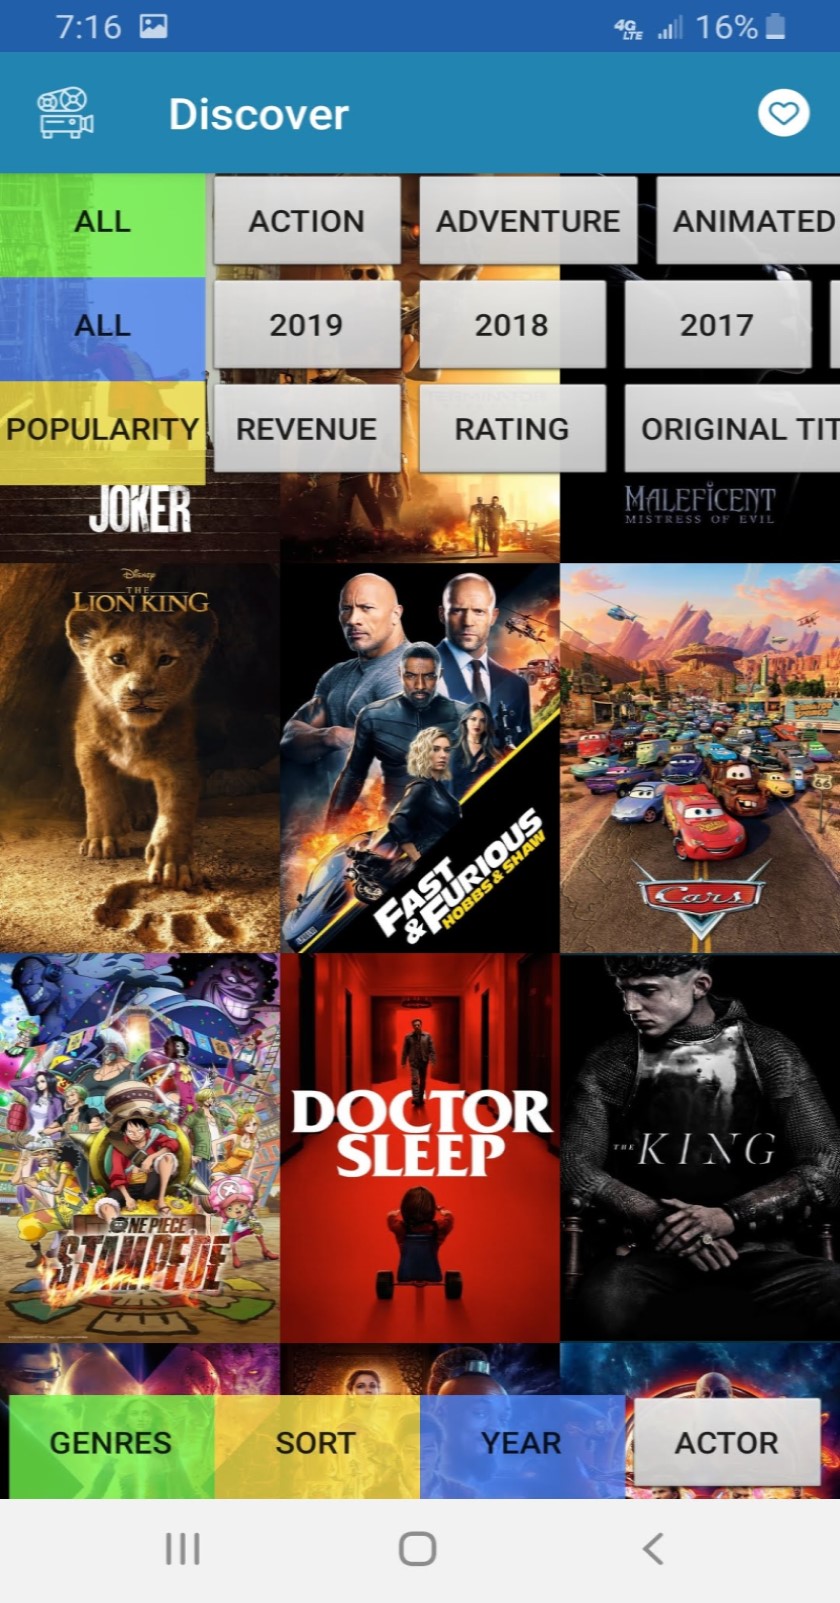 7:16 4G LTE 16%
Discover
ALL ACTION ADVENTURE ANIMATED
ALL 2019 2018 2017
POPULARITY REVENUE RATING ORIGINAL TIT
JOKER
MALEFICENT
MISTRESS OF EVIL
Disney
THE
LION KING
FAST
& FURIOUS
HOBBS & SHAW
66
Cars
ONE PIECE
STAMPEDE
DOCTOR
SLEEP
THE KING
GENRES SORT YEAR ACTOR